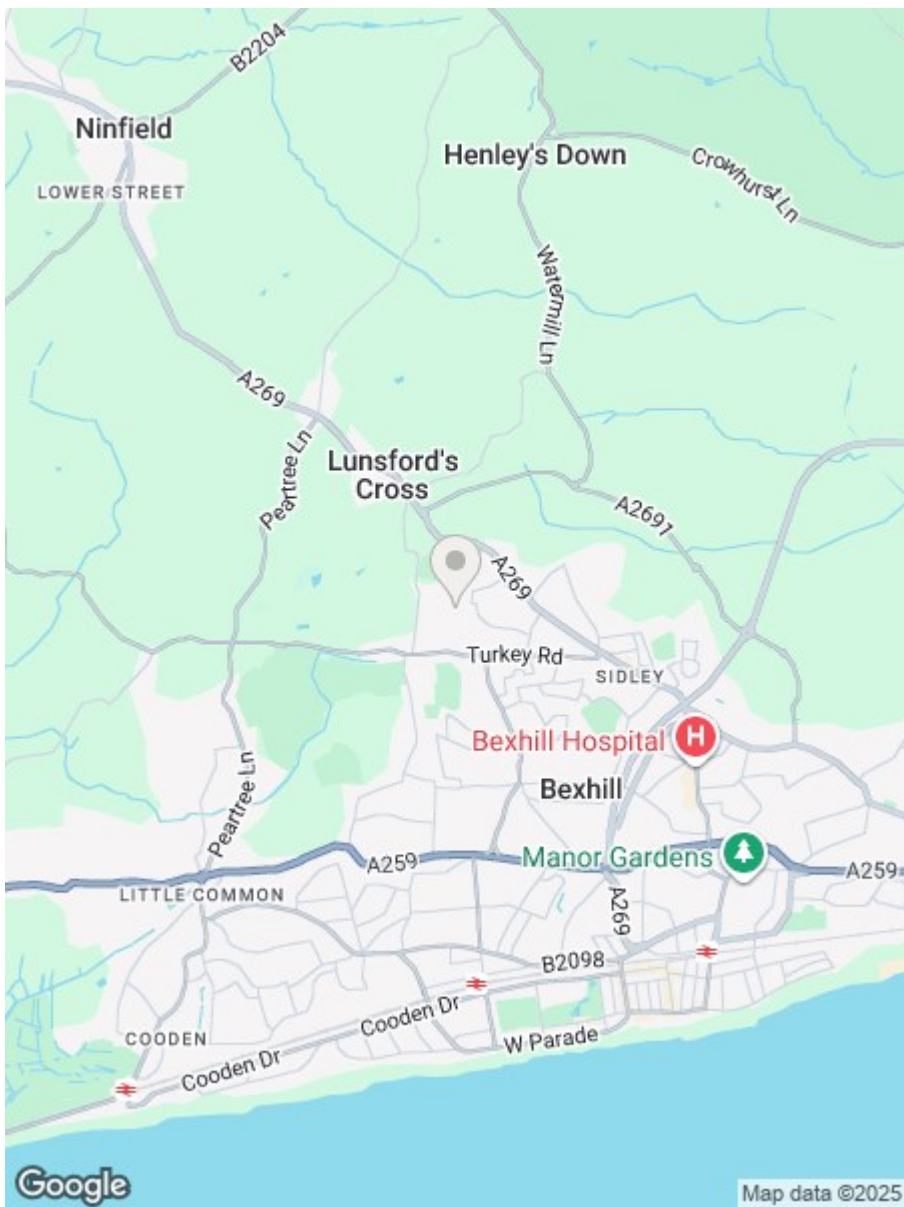 B2204
Ninfield
Henley's Down
LOWER STREET
Crowhurst Ln
Watermill Ln
A269
Peartree Ln
Lunsford's
Cross
A2691
A269
Turkey Rd
SIDLEY
Bexhill Hospital
H
Peartree Ln
Bexhill
Manor Gardens
A259
A259
LITTLE COMMON
A269
B2098
Cooden Dr
W Parade
COODEN
Cooden Dr
Google
Map data ©2025